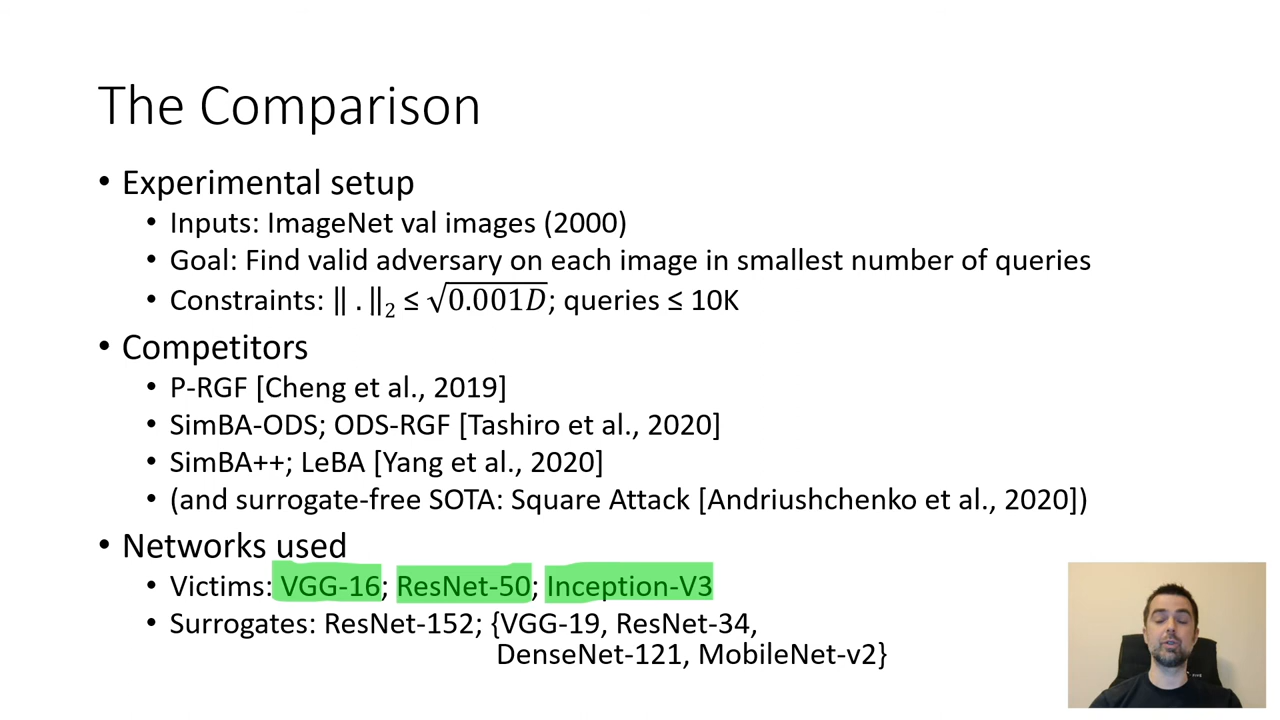 The Comparison
• Experimental setup
• Inputs: ImageNet val images (2000)
• Goal: Find valid adversary on each image in smallest number of queries
• Constraints: ‖ . ‖₂ ≤ √0.001D; queries ≤ 10K
• Competitors
• P-RGF [Cheng et al., 2019]
• SimBA-ODS; ODS-RGF [Tashiro et al., 2020]
• SimBA++; LeBA [Yang et al., 2020]
• (and surrogate-free SOTA: Square Attack [Andriushchenko et al., 2020])
• Networks used
• Victims: VGG-16; ResNet-50; Inception-V3
• Surrogates: ResNet-152; {VGG-19, ResNet-34,
DenseNet-121, MobileNet-v2}